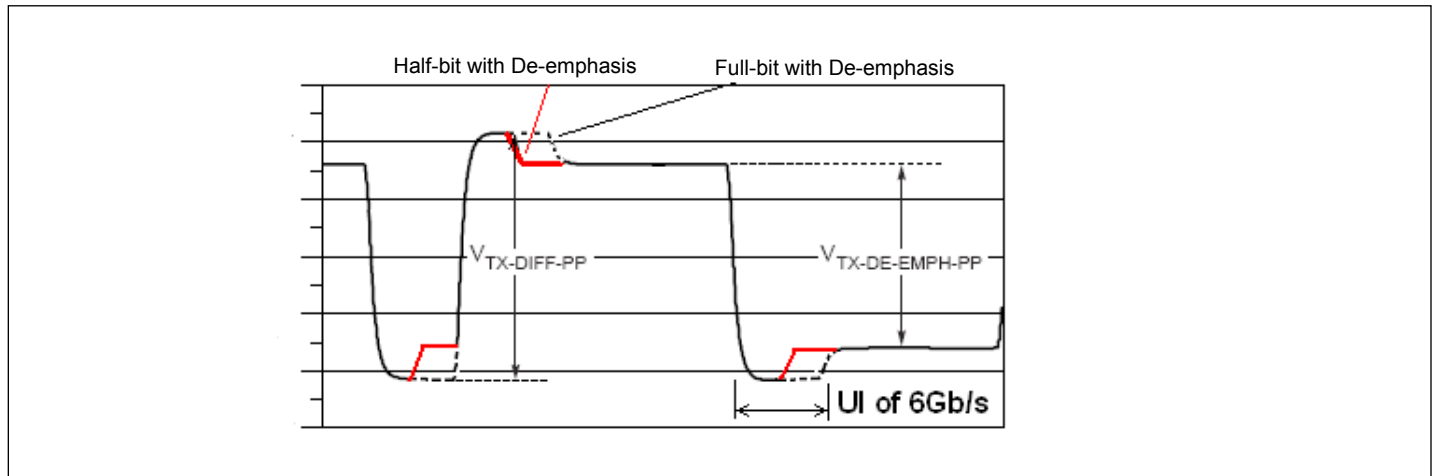 Half-bit with De-emphasis
Full-bit with De-emphasis
VTX-DIFF-PP
VTX-DE-EMPH-PP
UI of 6Gb/s